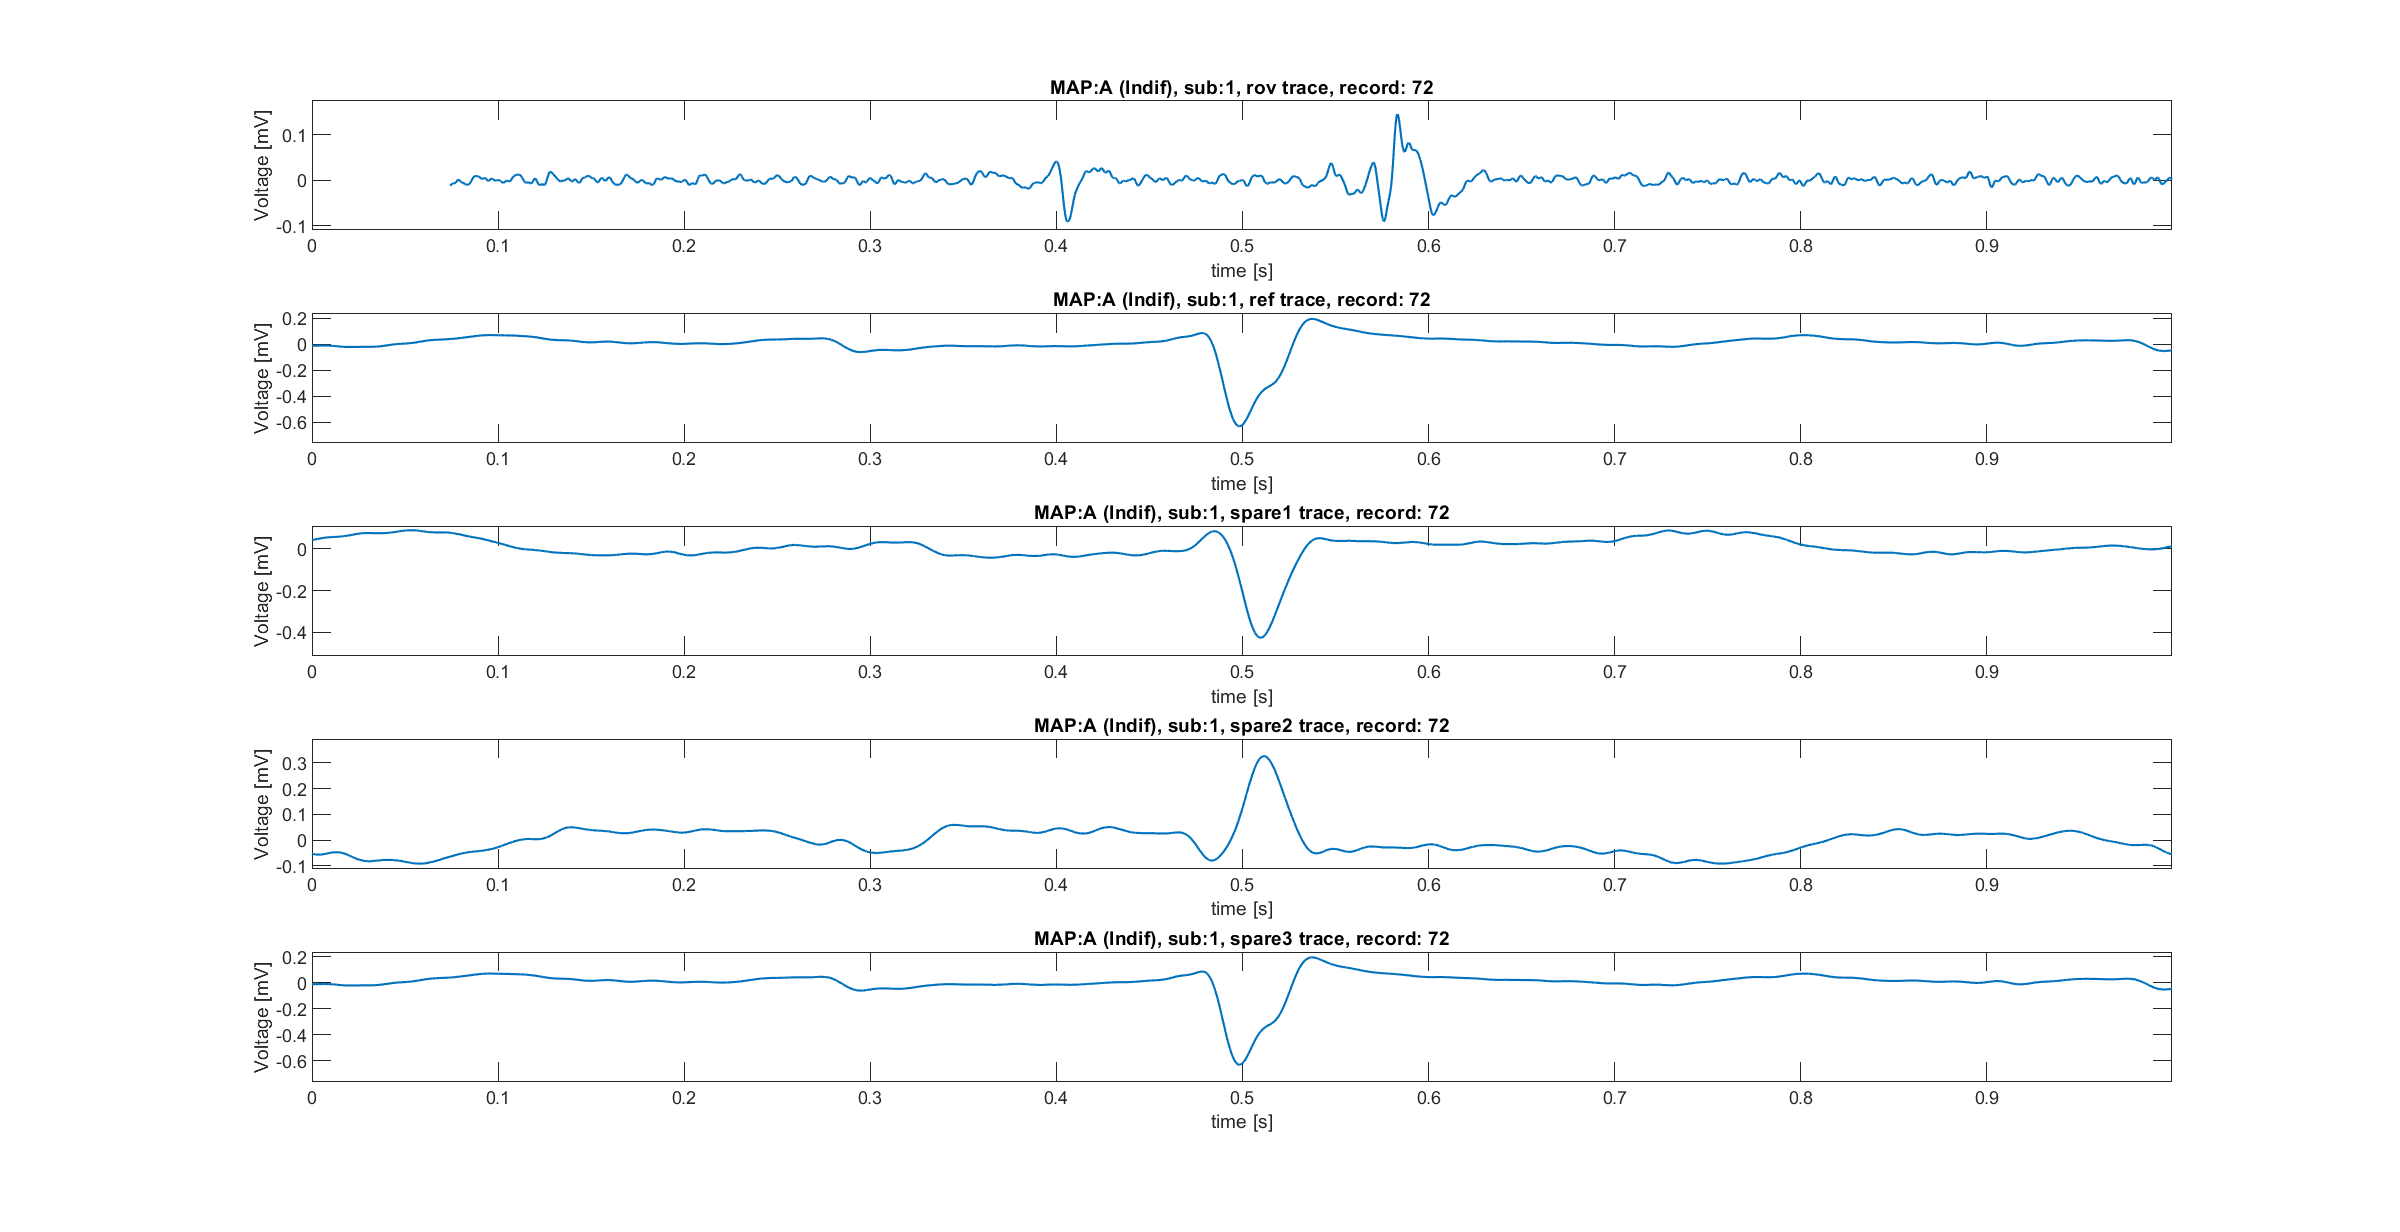 MAP:A (Indif), sub:1, rov trace, record: 72
Voltage [mV]
0.1
0
-0.1
0 0.1 0.2 0.3 0.4 0.5 0.6 0.7 0.8 0.9
time [s]
MAP:A (Indif), sub:1, ref trace, record: 72
Voltage [mV]
0.2
0
-0.2
-0.4
-0.6
0 0.1 0.2 0.3 0.4 0.5 0.6 0.7 0.8 0.9
time [s]
MAP:A (Indif), sub:1, spare1 trace, record: 72
Voltage [mV]
0
-0.2
-0.4
0 0.1 0.2 0.3 0.4 0.5 0.6 0.7 0.8 0.9
time [s]
MAP:A (Indif), sub:1, spare2 trace, record: 72
Voltage [mV]
0.3
0.2
0.1
0
-0.1
0 0.1 0.2 0.3 0.4 0.5 0.6 0.7 0.8 0.9
time [s]
MAP:A (Indif), sub:1, spare3 trace, record: 72
Voltage [mV]
0.2
0
-0.2
-0.4
-0.6
0 0.1 0.2 0.3 0.4 0.5 0.6 0.7 0.8 0.9
time [s]